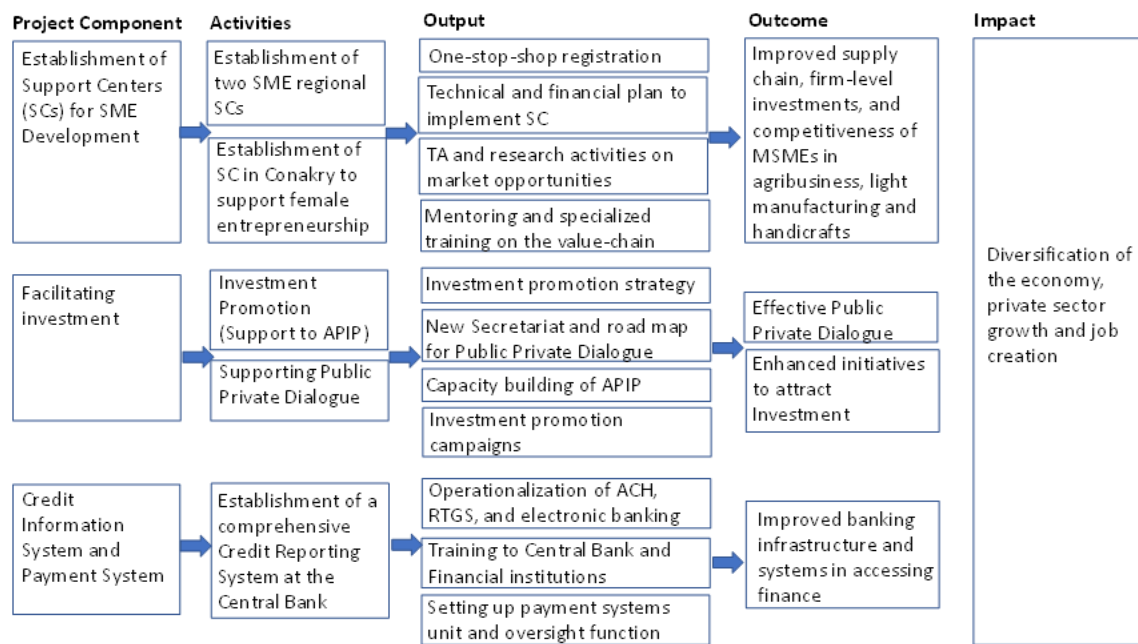 Project Component
Activities
Output
Outcome
Impact
Establishment of
Support Centers
(SCs) for SME
Development
Establishment of
two SME regional
SCs
Establishment of
SC in Conakry to
support female
entrepreneurship
One-stop-shop registration
Technical and financial plan to
implement SC
TA and research activities on
market opportunities
Mentoring and specialized
training on the value-chain
Improved supply
chain, firm-level
investments, and
competitiveness of
MSMEs in
agribusiness, light
manufacturing and
handicrafts
Facilitating
investment
Investment
Promotion
(Support to APIP)
Supporting Public
Private Dialogue
Investment promotion strategy
New Secretariat and road map
for Public Private Dialogue
Capacity building of APIP
Investment promotion
campaigns
Effective Public
Private Dialogue
Enhanced initiatives
to attract
Investment
Credit
Information
System and
Payment System
Establishment of a
comprehensive
Credit Reporting
System at the
Central Bank
Operationalization of ACH,
RTGS, and electronic banking
Training to Central Bank and
Financial institutions
Setting up payment systems
unit and oversight function
Improved banking
infrastructure and
systems in accessing
finance
Diversification of
the economy,
private sector
growth and job
creation